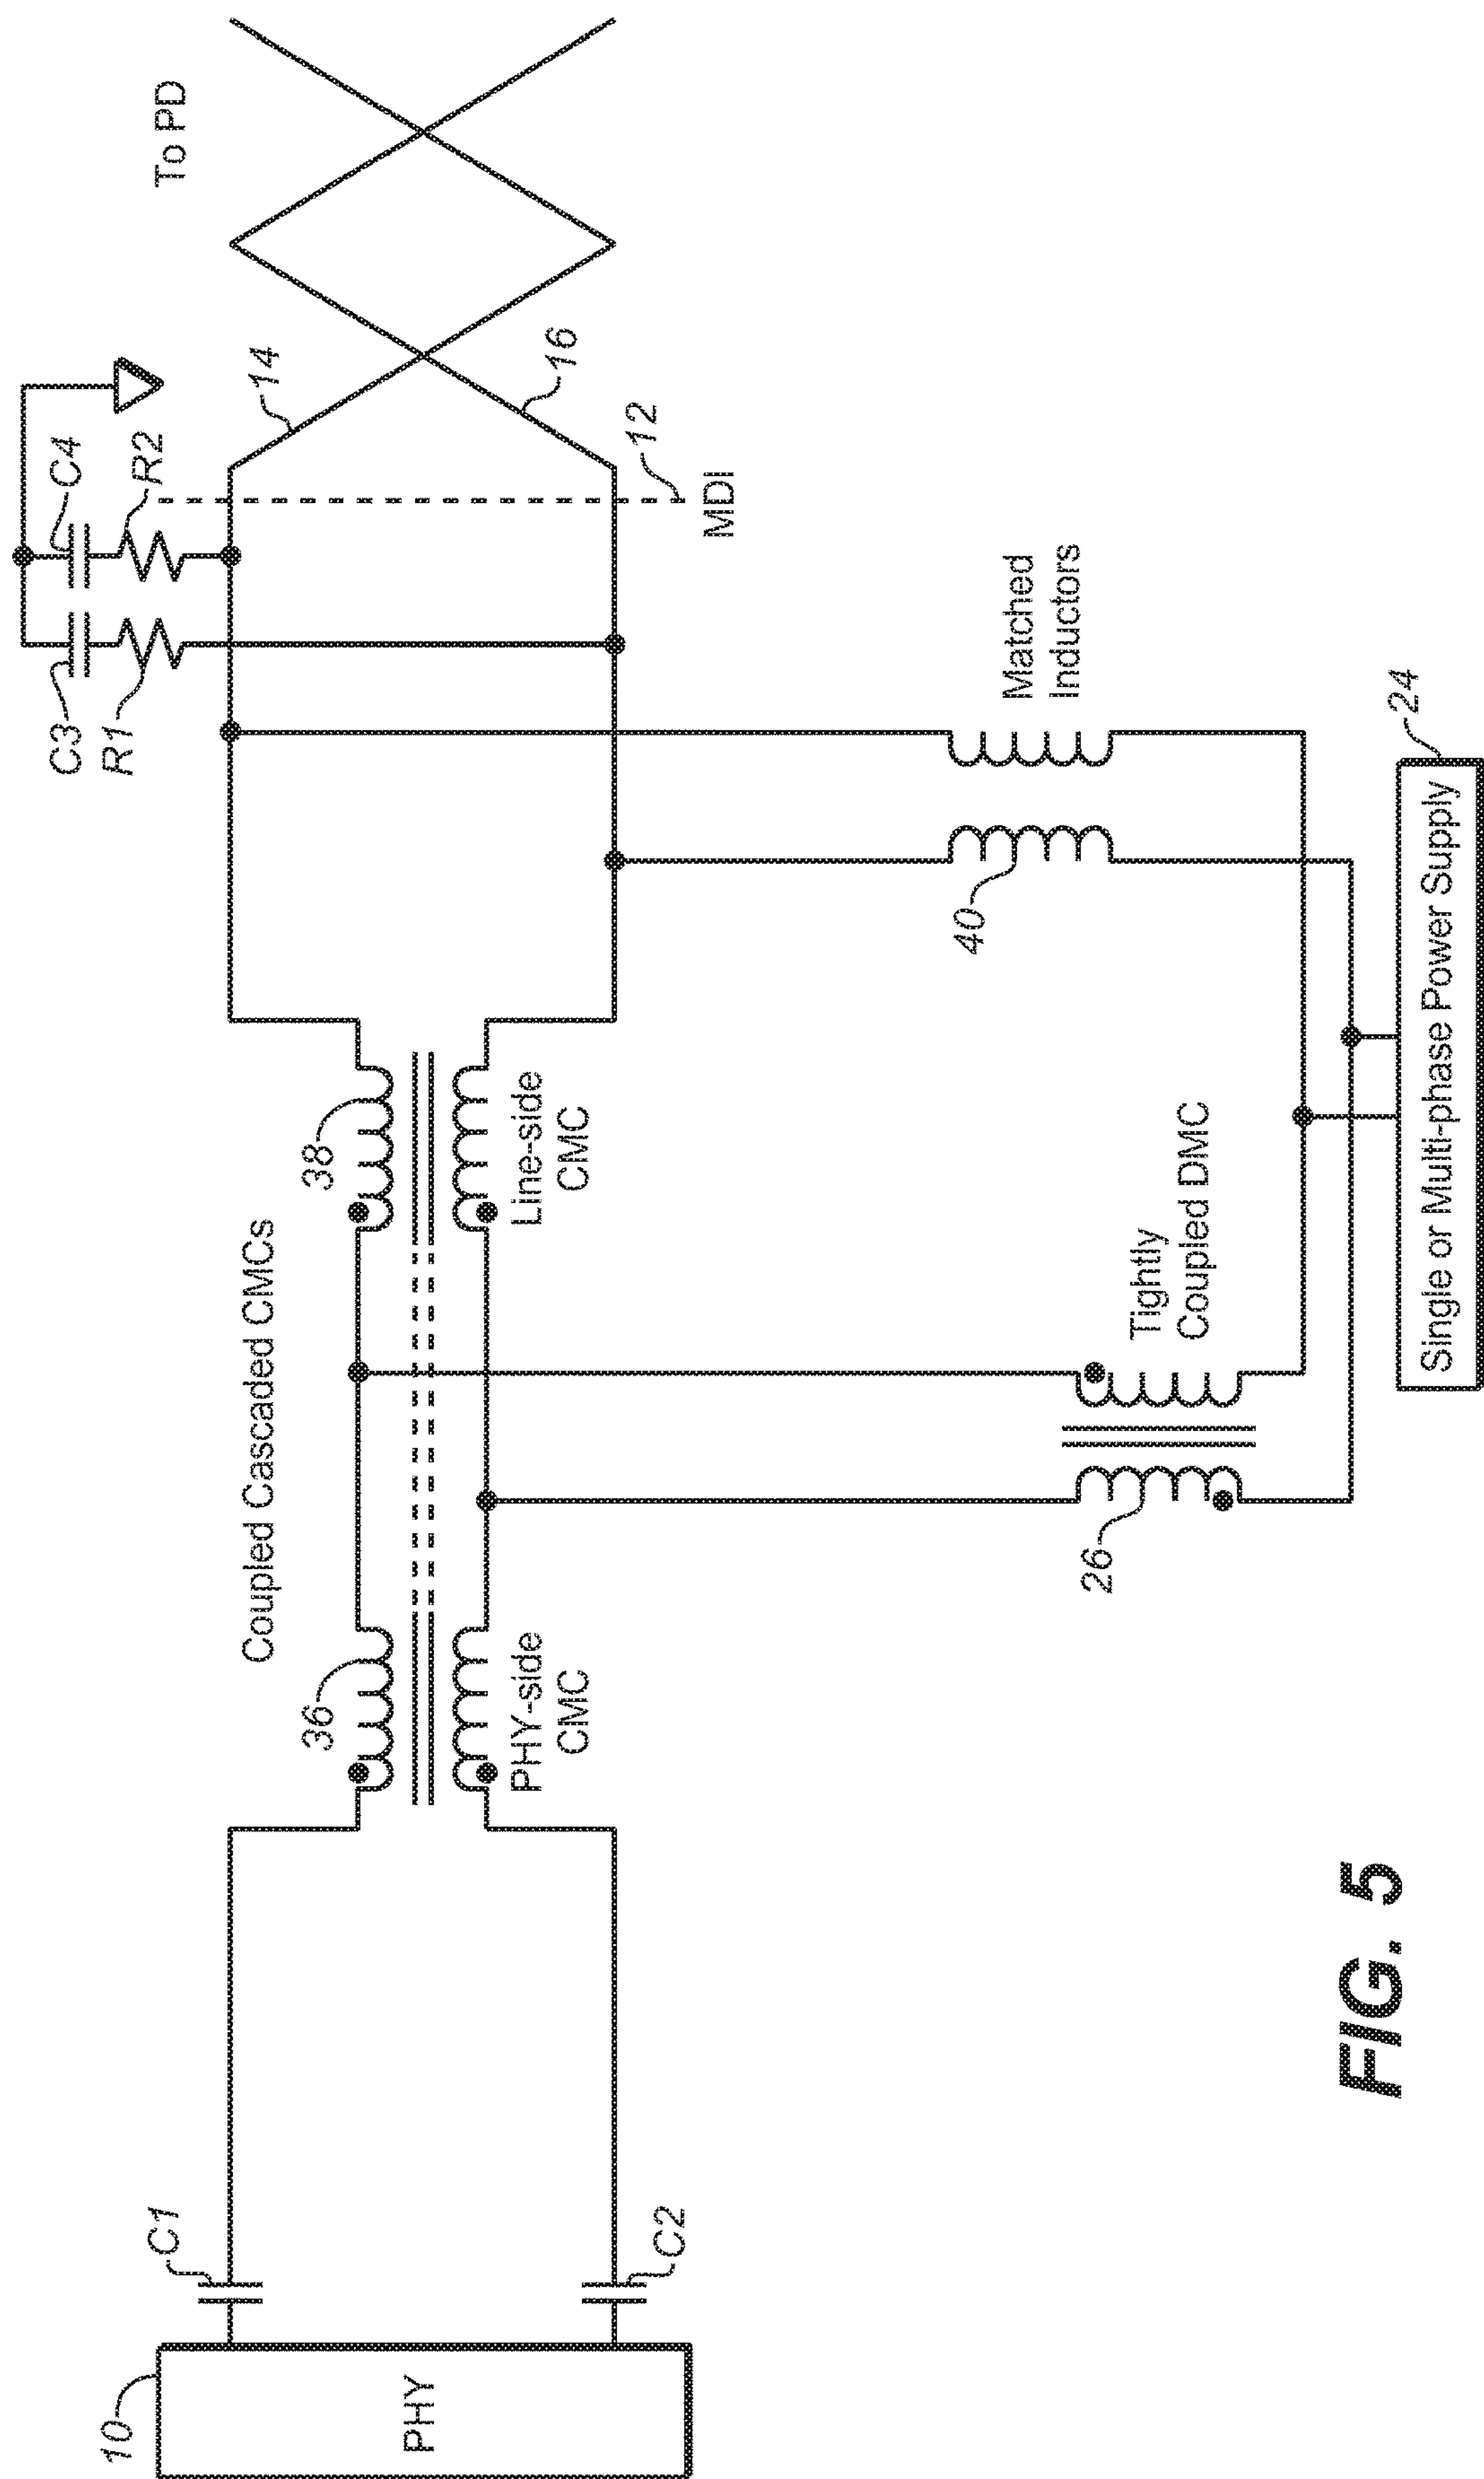 To PD
C4
R2
C3
R1
14
16
12
MDI
Coupled Cascaded CMCs
38
Line-side
CMC
36
PHY-side
CMC
C1
C2
10
PHY
Matched
Inductors
40
Tightly
Coupled DMC
26
24
Single or Multi-phase Power Supply
FIG. 5